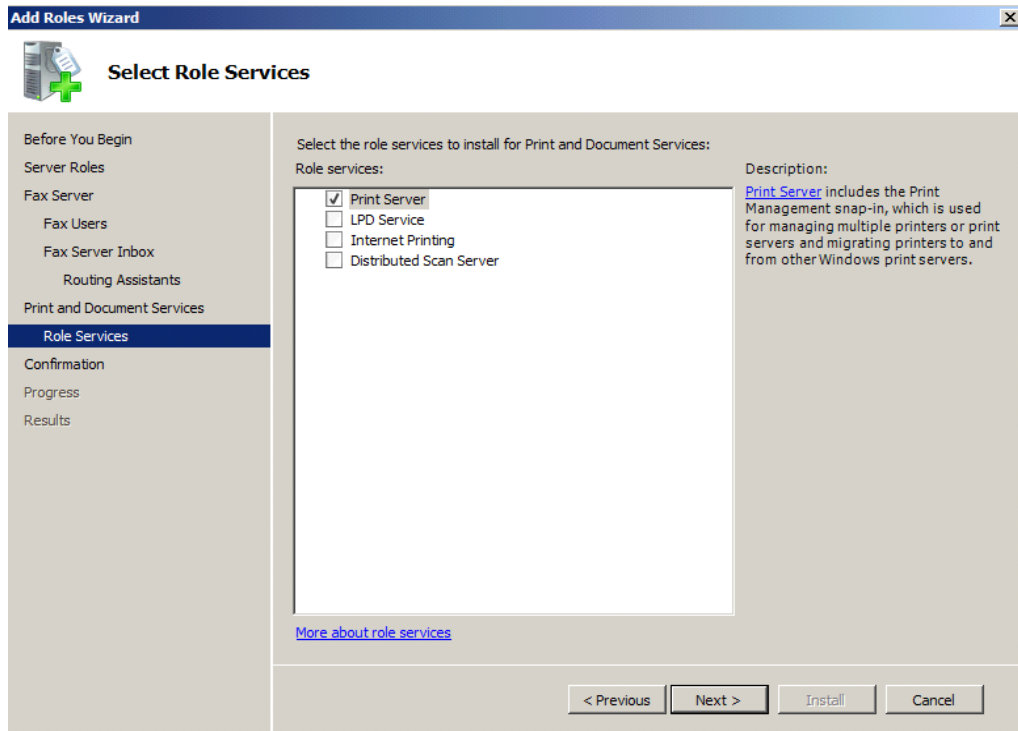 Add Roles Wizard
Select Role Services
Before You Begin
Server Roles
Fax Server
Fax Users
Fax Server Inbox
Routing Assistants
Print and Document Services
Role Services
Confirmation
Progress
Results
Select the role services to install for Print and Document Services:
Role services:
Print Server
LPD Service
Internet Printing
Distributed Scan Server
More about role services
Description:
Print Server includes the Print
Management snap-in, which is used
for managing multiple printers or print
servers and migrating printers to and
from other Windows print servers.
< Previous
Next >
Install
Cancel